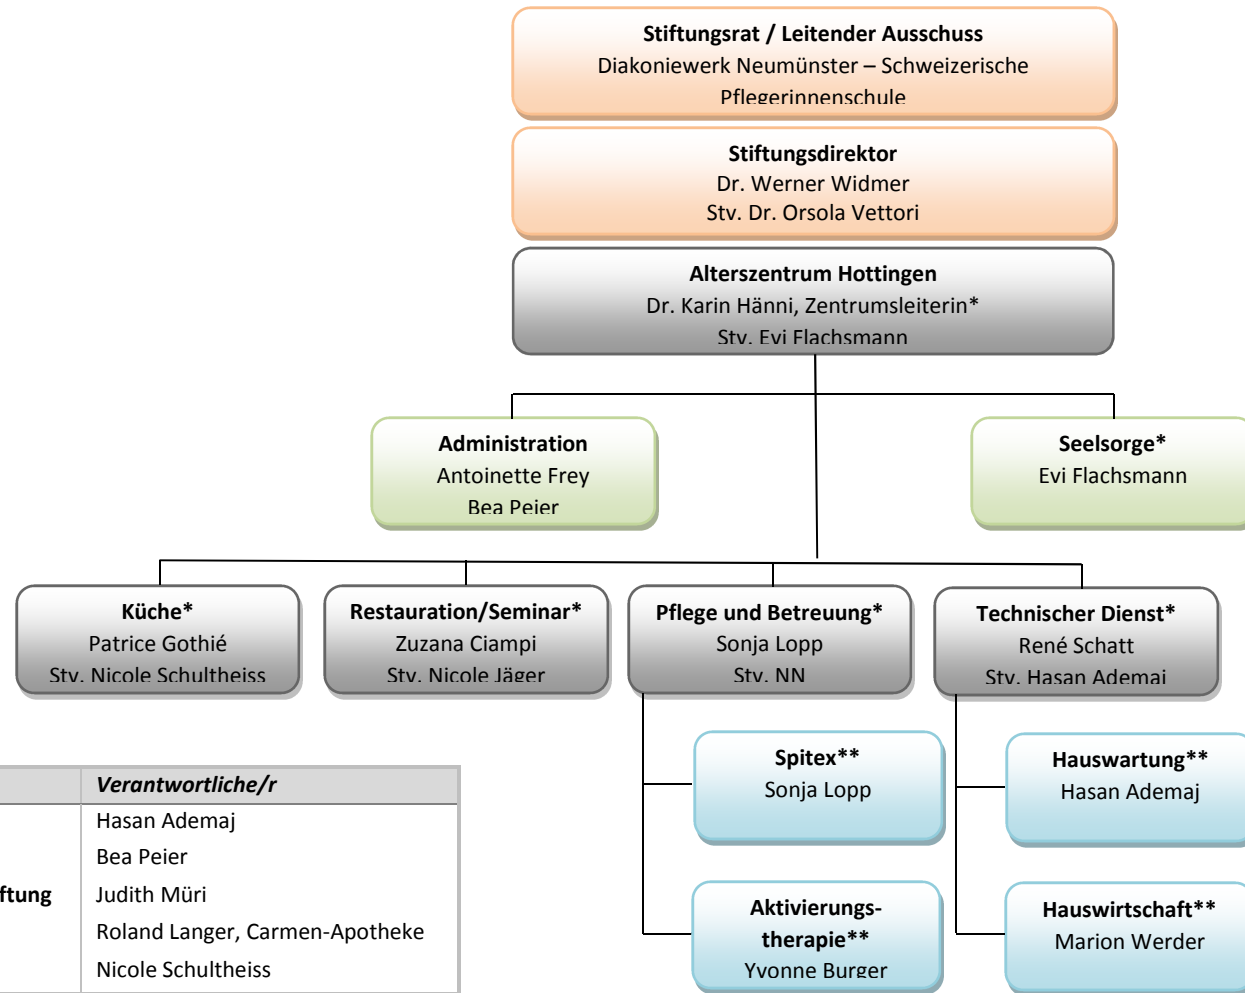 Stiftungsrat / Leitender Ausschuss
Diakoniewerk Neumünster – Schweizerische
Pflegerinnenschule
Stiftungsdirektor
Dr. Werner Widmer
Stv. Dr. Orsola Vettori
Alterszentrum Hottingen
Dr. Karin Hänni, Zentrumsleiterin*
Stv. Evi Flachsmann
Administration
Antoinette Frey
Bea Peier
Seelsorge*
Evi Flachsmann
Küche*
Patrice Gothié
Stv. Nicole Schultheiss
Restauration/Seminar*
Zuzana Ciampi
Stv. Nicole Jäger
Pflege und Betreuung*
Sonja Lopp
Stv. NN
Technischer Dienst*
René Schatt
Stv. Hasan Ademaj
Spitex**
Sonja Lopp
Hauswartung**
Hasan Ademaj
Aktivierungs-
therapie**
Yvonne Burger
Hauswirtschaft**
Marion Werder
Verantwortliche/r
Hasan Ademaj
Bea Peier
ftung Judith Müri
Roland Langer, Carmen-Apotheke
Nicole Schultheiss